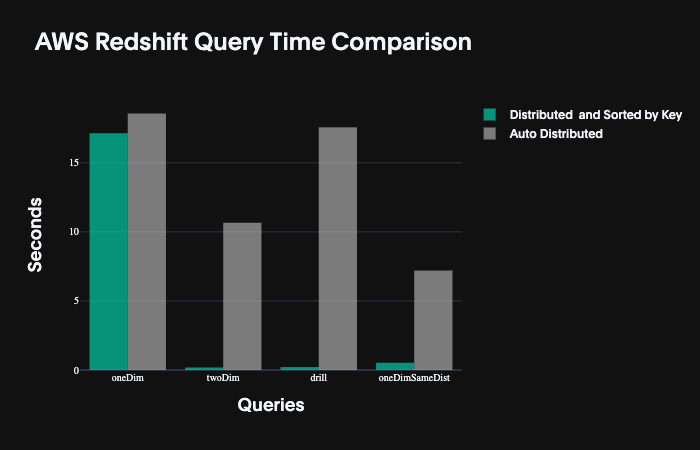 AWS Redshift Query Time Comparison
Distributed and Sorted by Key
Auto Distributed
Seconds
15
10
5
0
oneDim
twoDim
drill
oneDimSameDist
Queries